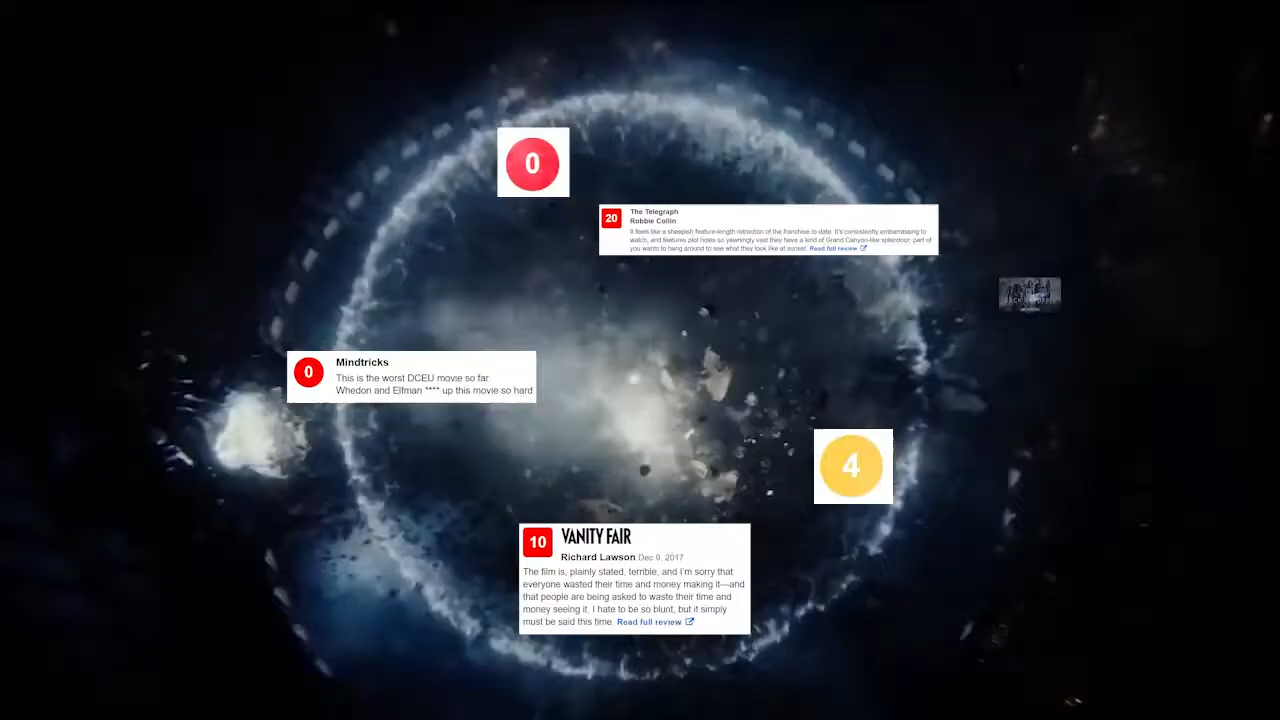 0
20
The Telegraph
Robbie Collin
It feels like a sheepish feature-length retraction of the franchise to date. It's consistently embarrassing to
watch, and features plot holes so yawningly vast they have a kind of Grand Canyon-like splendour: part of
you wants to hang around to see what they look like at sunset. Read full review
0
Mindtricks
This is the worst DCEU movie so far
Whedon and Elfman **** up this movie so hard
4
10
VANITY FAIR
Richard Lawson Dec 9, 2017
The film is, plainly stated, terrible, and I'm sorry that
everyone wasted their time and money making it—and
that people are being asked to waste their time and
money seeing it. I hate to be so blunt, but it simply
must be said this time. Read full review